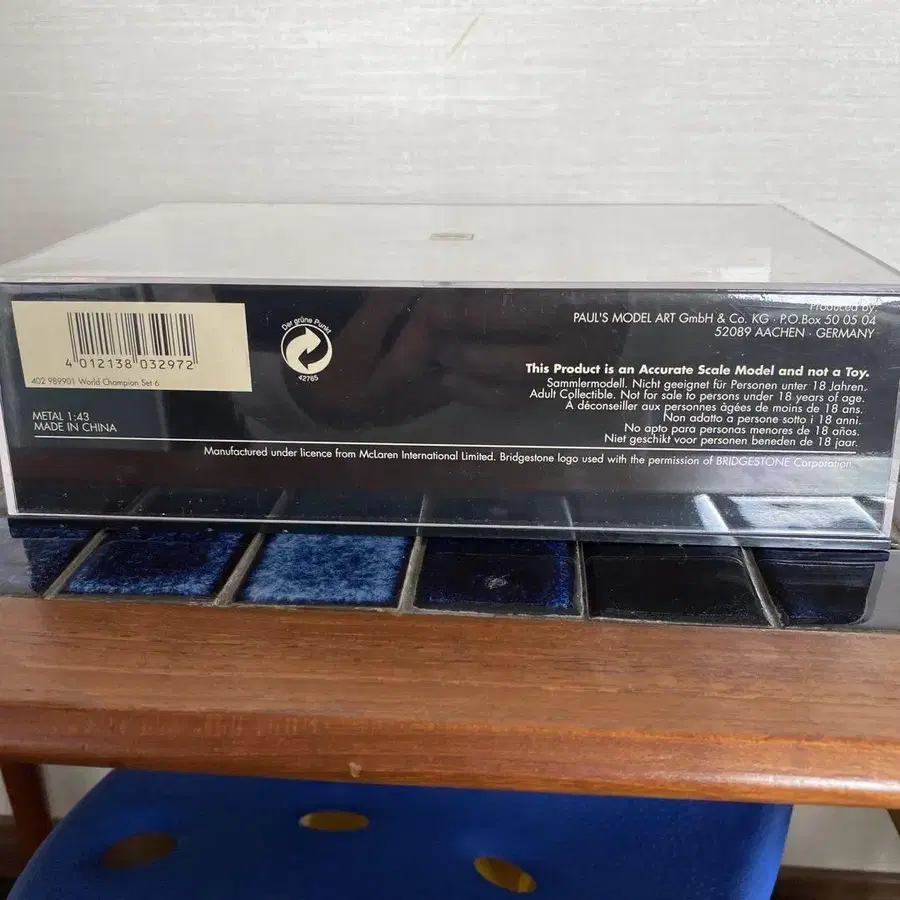 4 012138 032972
402 989901 World Champion Set 6
METAL 1:43
MADE IN CHINA
Der grüne Punkt
42765
Produced by:
PAUL'S MODEL ART GmbH & Co. KG · P.O.Box 50 05 04
52089 AACHEN · GERMANY
This Product is an Accurate Scale Model and not a Toy.
Sammlermodell. Nicht geeignet für Personen unter 18 Jahren.
Adult Collectible. Not for sale to persons under 18 years of age.
À déconseiller aux personnes âgées de moins de 18 ans.
Non adatto a persone sotto i 18 anni.
No apto para personas menores de 18 años.
Niet geschikt voor personen beneden de 18 jaar.
Manufactured under licence from McLaren International Limited. Bridgestone logo used with the permission of BRIDGESTONE Corporation.